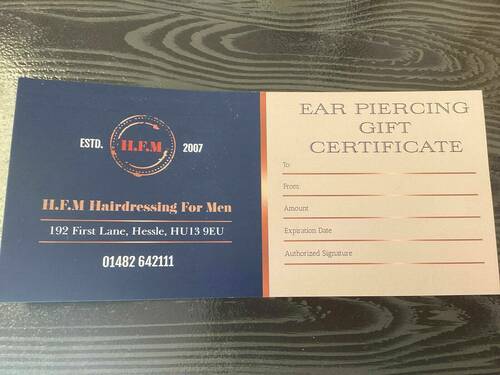 ESTD.
H.F.M
2007
H.F.M Hairdressing For Men
192 First Lane, Hessle, HU13 9EU
01482 642111
EAR PIERCING
GIFT
CERTIFICATE
To:
From:
Amount
Expiration Date
Authorized Signature